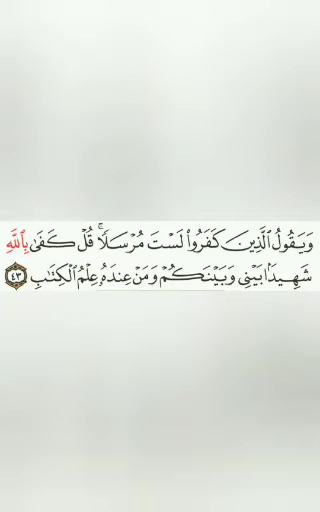 وَيَقُولُ ٱلَّذِينَ كَفَرُواْ لَسۡتَ مُرۡسَلٗاۚ قُلۡ كَفَىٰ بِٱللَّهِ
شَهِيدَۢا بَيۡنِي وَبَيۡنَكُمۡ وَمَنۡ عِندَهُۥ عِلۡمُ ٱلۡكِتَٰبِ ٤٣